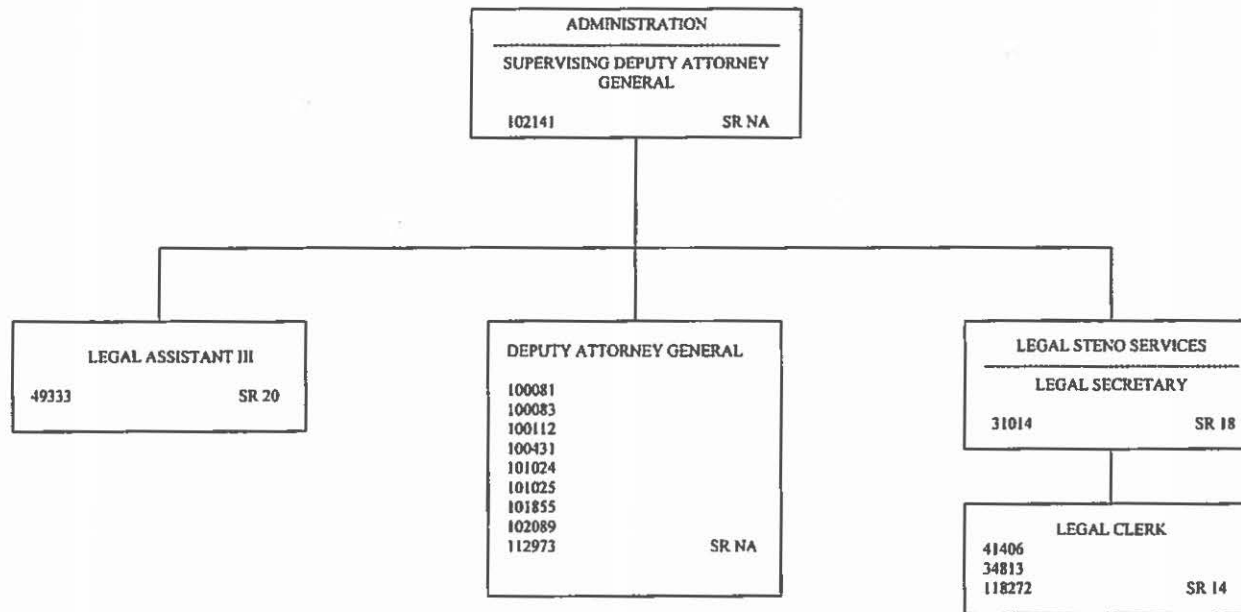 ADMINISTRATION
SUPERVISING DEPUTY ATTORNEY
GENERAL
102141 SR NA
LEGAL ASSISTANT III
49333 SR 20
DEPUTY ATTORNEY GENERAL
100081
100083
100112
100431
101024
101025
101855
102089
112973 SR NA
LEGAL STENO SERVICES
LEGAL SECRETARY
31014 SR 18
LEGAL CLERK
41406
34813
118272 SR 14